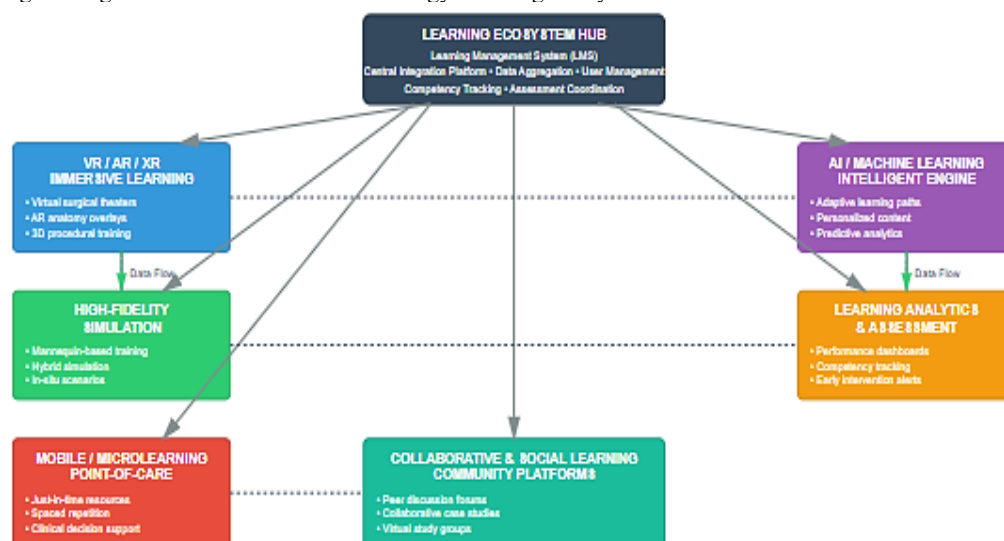 LEARNING ECOSYSTEM HUB
Learning Management System (LMS)
Central Integration Platform • Data Aggregation • User Management
Competency Tracking • Assessment Coordination
VR / AR / XR
IMMERSIVE LEARNING
• Virtual surgical theaters
• AR anatomy overlays
• 3D procedural training
AI / MACHINE LEARNING
INTELLIGENT ENGINE
• Adaptive learning paths
• Personalized content
• Predictive analytics
Data Flow
Data Flow
HIGH-FIDELITY
SIMULATION
• Mannequin-based training
• Hybrid simulation
• In-situ scenarios
LEARNING ANALYTICS
& ASSESSMENT
• Performance dashboards
• Competency tracking
• Early intervention alerts
MOBILE / MICROLEARNING
POINT-OF-CARE
• Just-in-time resources
• Spaced repetition
• Clinical decision support
COLLABORATIVE & SOCIAL LEARNING
COMMUNITY PLATFORMS
• Peer discussion forums
• Collaborative case studies
• Virtual study groups